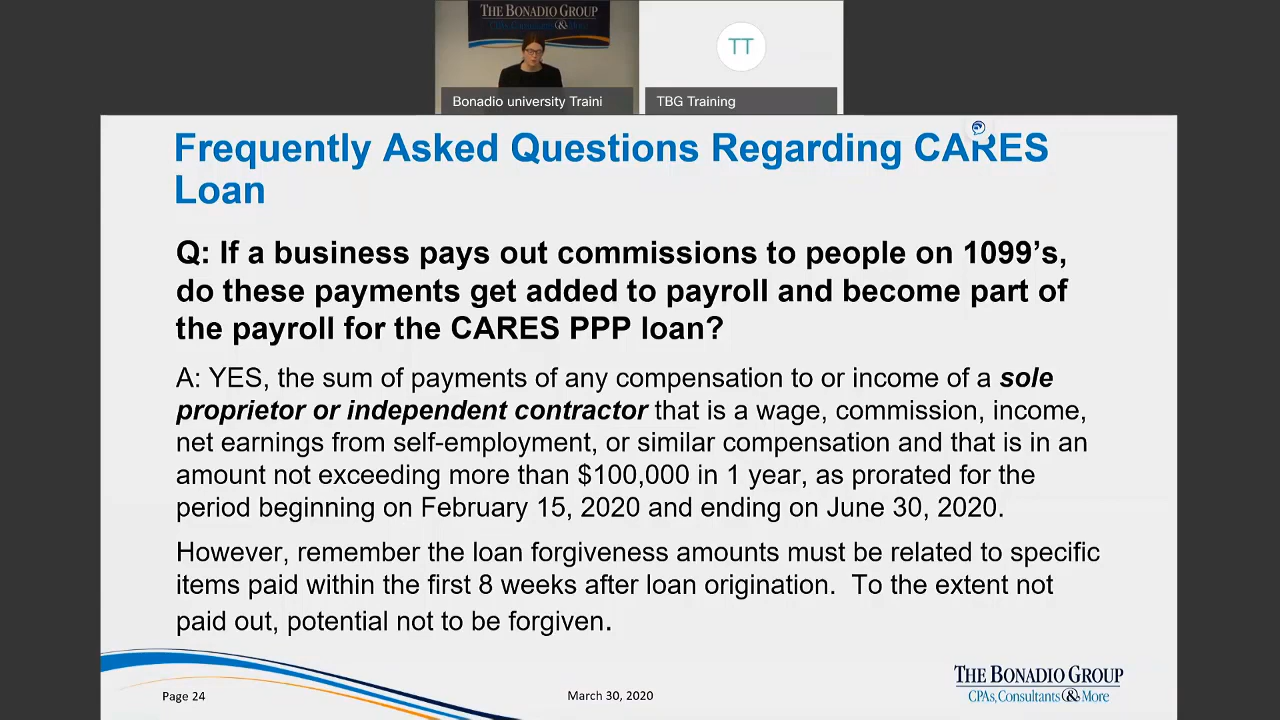 THE BONADIO GROUP
CPAs, Consultants & More
Bonadio university Traini
TT
TBG Training
Frequently Asked Questions Regarding CARES
Loan
Q: If a business pays out commissions to people on 1099’s,
do these payments get added to payroll and become part of
the payroll for the CARES PPP loan?
A: YES, the sum of payments of any compensation to or income of a sole
proprietor or independent contractor that is a wage, commission, income,
net earnings from self-employment, or similar compensation and that is in an
amount not exceeding more than $100,000 in 1 year, as prorated for the
period beginning on February 15, 2020 and ending on June 30, 2020.
However, remember the loan forgiveness amounts must be related to specific
items paid within the first 8 weeks after loan origination.  To the extent not
paid out, potential not to be forgiven.
Page 24
March 30, 2020
THE BONADIO GROUP
CPAs, Consultants & More